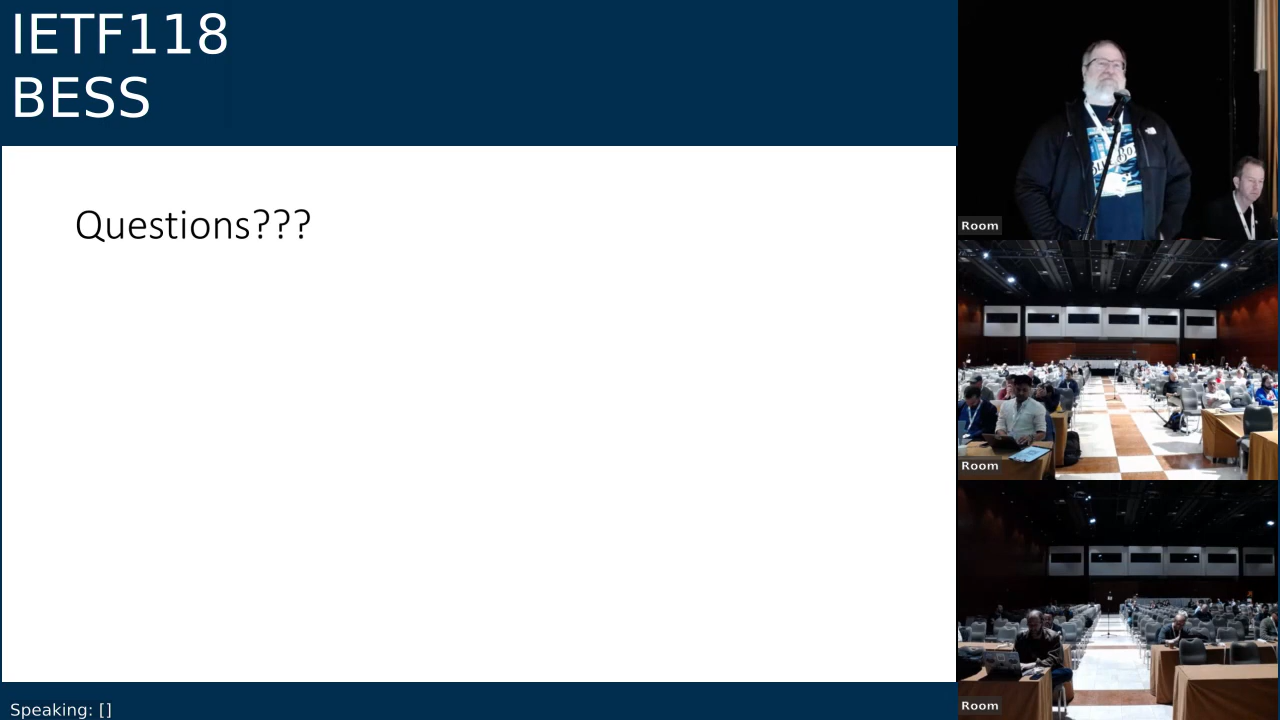 IETF118
BESS
Questions???
Room
Room
Room
Speaking: []